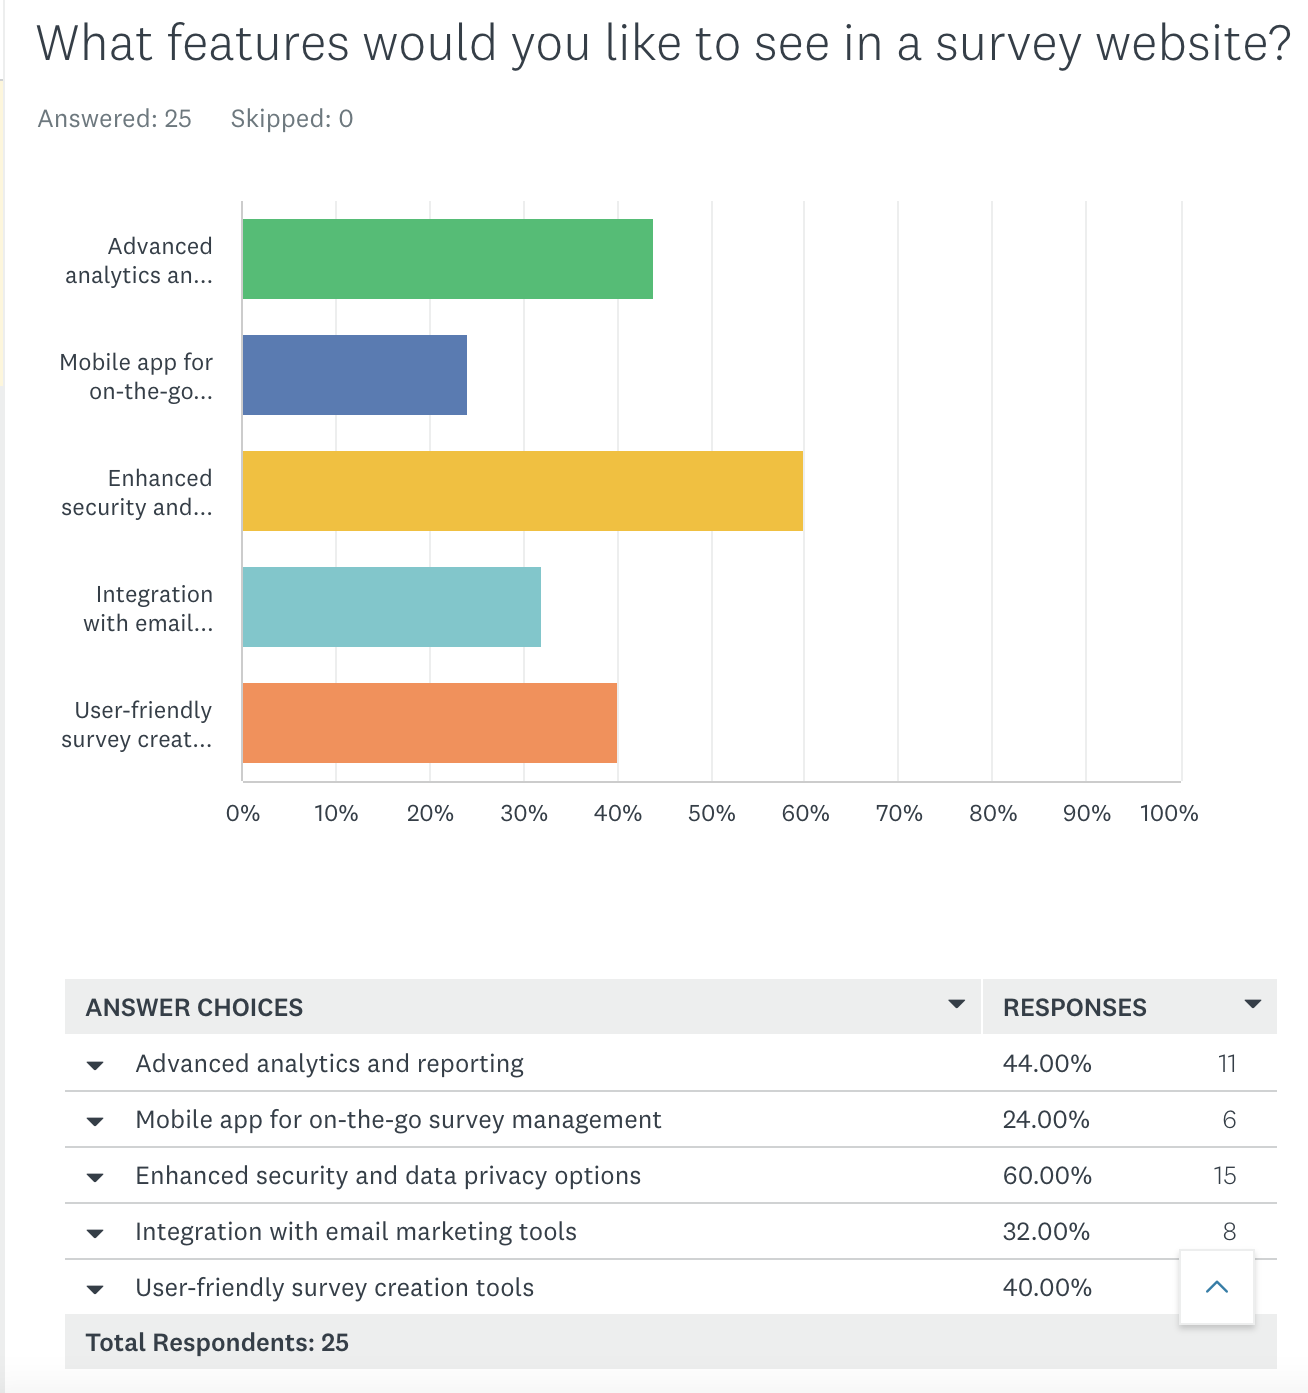 What features would you like to see in a survey website?
Answered: 25 Skipped: 0
Advanced
analytics an...
Mobile app for
on-the-go...
Enhanced
security and...
Integration
with email...
User-friendly
survey creat...
0% 10% 20% 30% 40% 50% 60% 70% 80% 90% 100%
ANSWER CHOICES RESPONSES
Advanced analytics and reporting 44.00% 11
Mobile app for on-the-go survey management 24.00% 6
Enhanced security and data privacy options 60.00% 15
Integration with email marketing tools 32.00% 8
User-friendly survey creation tools 40.00%
Total Respondents: 25